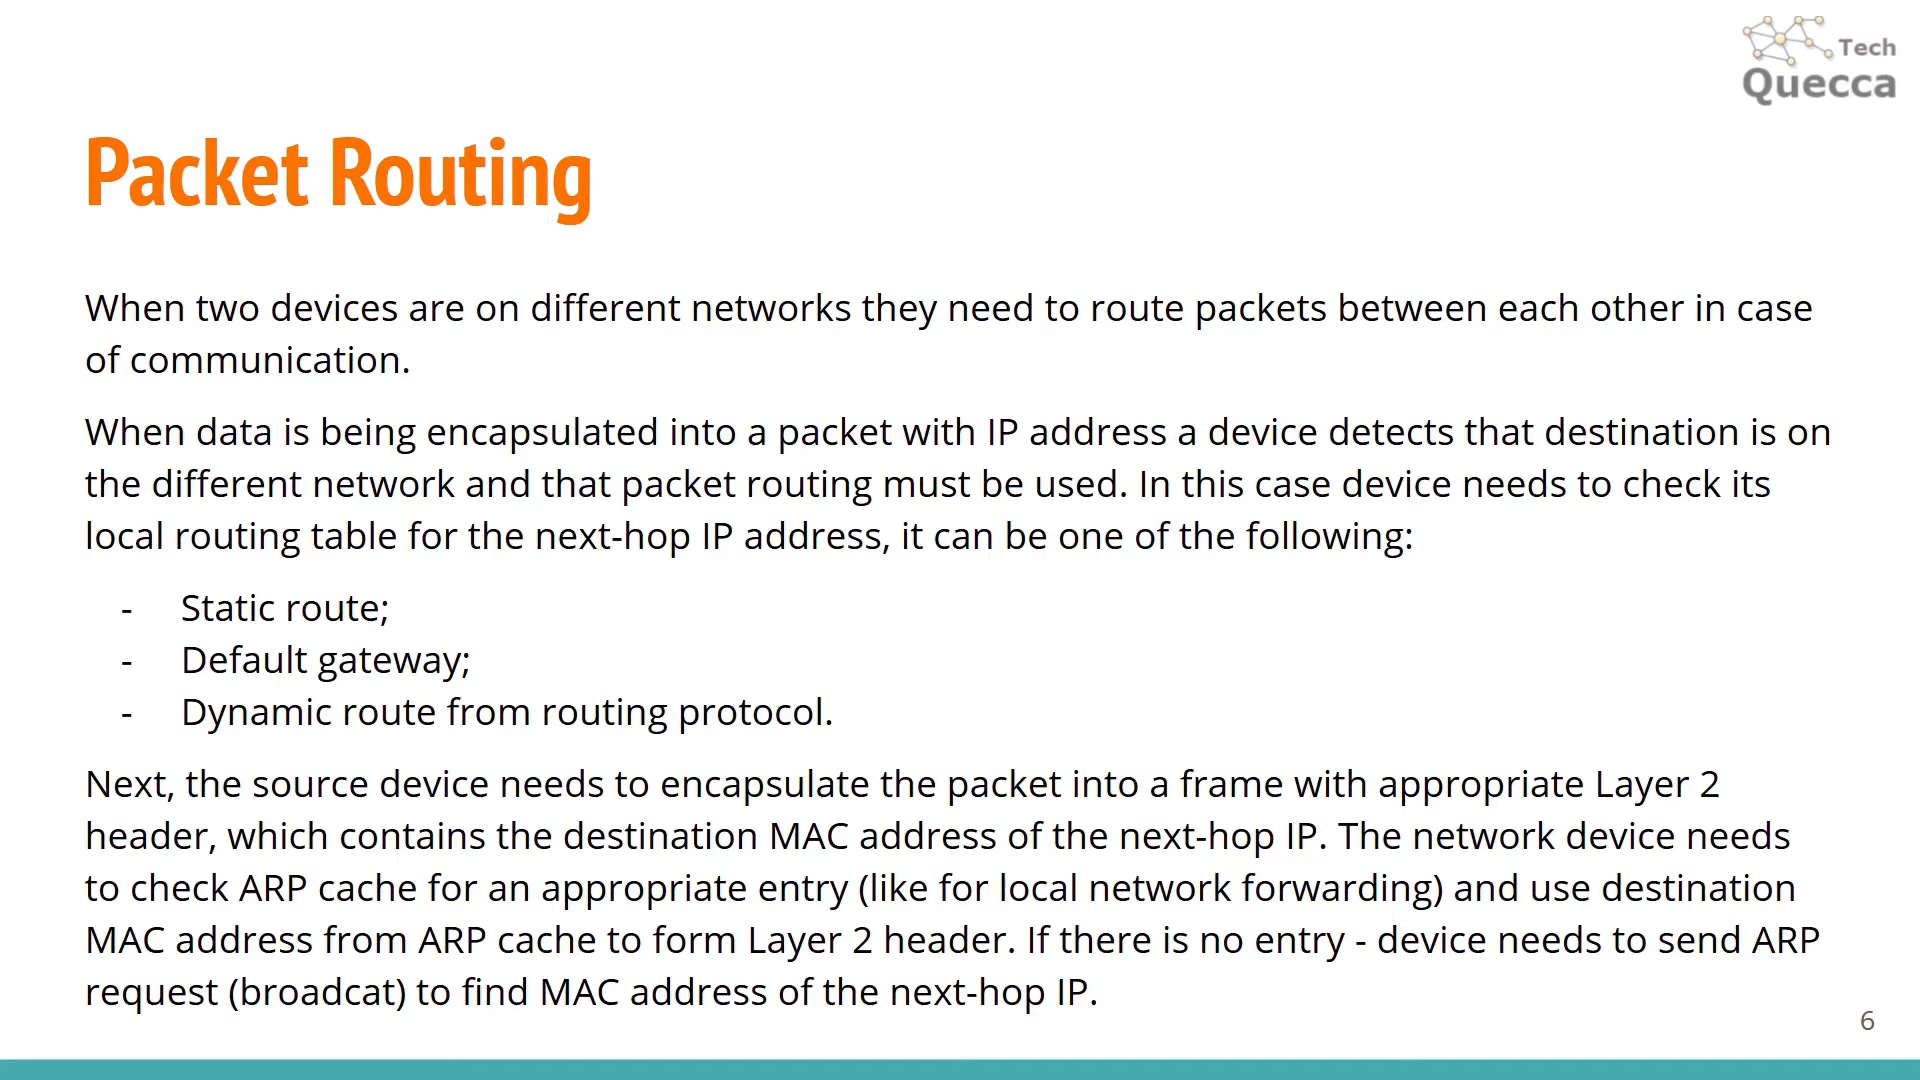 Tech
Quecca
Packet Routing
When two devices are on different networks they need to route packets between each other in case
of communication.
When data is being encapsulated into a packet with IP address a device detects that destination is on
the different network and that packet routing must be used. In this case device needs to check its
local routing table for the next-hop IP address, it can be one of the following:
- Static route;
- Default gateway;
- Dynamic route from routing protocol.
Next, the source device needs to encapsulate the packet into a frame with appropriate Layer 2
header, which contains the destination MAC address of the next-hop IP. The network device needs
to check ARP cache for an appropriate entry (like for local network forwarding) and use destination
MAC address from ARP cache to form Layer 2 header. If there is no entry - device needs to send ARP
request (broadcat) to find MAC address of the next-hop IP.
6